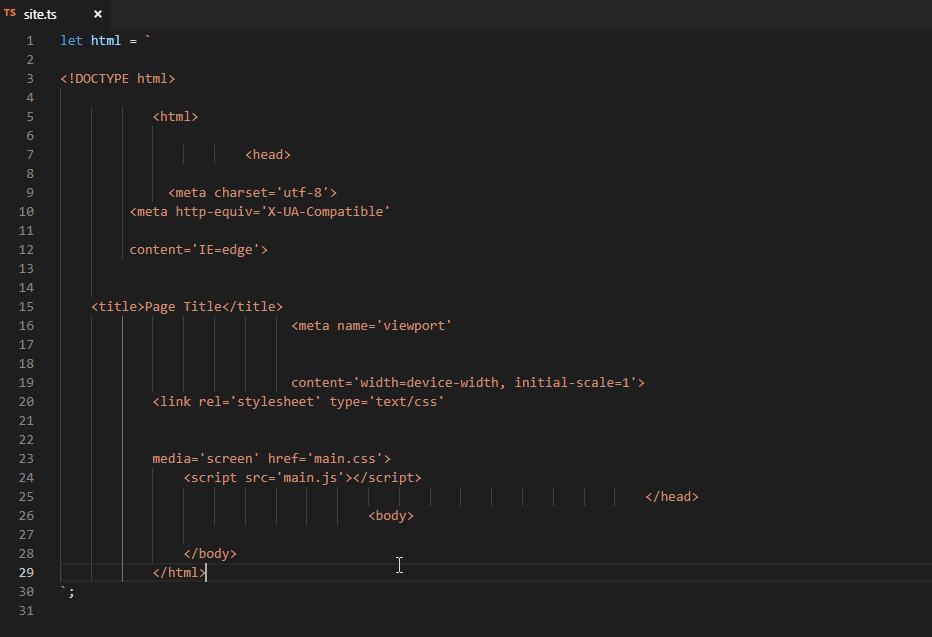 TS site.ts ×
1 let html = `
2
3 <!DOCTYPE html>
4
5 <html>
6
7 <head>
8
9 <meta charset='utf-8'>
10 <meta http-equiv='X-UA-Compatible'
11
12 content='IE=edge'>
13
14
15 <title>Page Title</title>
16 <meta name='viewport'
17
18
19 content='width=device-width, initial-scale=1'>
20 <link rel='stylesheet' type='text/css'
21
22
23 media='screen' href='main.css'>
24 <script src='main.js'></script>
25 </head>
26 <body>
27
28 </body>
29 </html>
30 `;
31